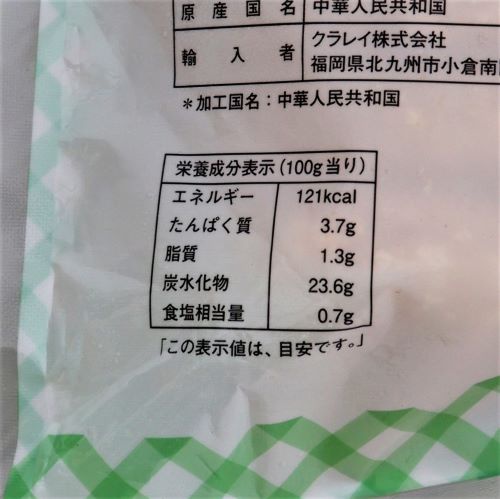 原産国名 中華人民共和国
輸入者 クラレイ株式会社
福岡県北九州市小倉南
*加工国名：中華人民共和国
栄養成分表示(100g当り)
エネルギー 121kcal
たんぱく質 3.7g
脂質 1.3g
炭水化物 23.6g
食塩相当量 0.7g
「この表示値は、目安です。」